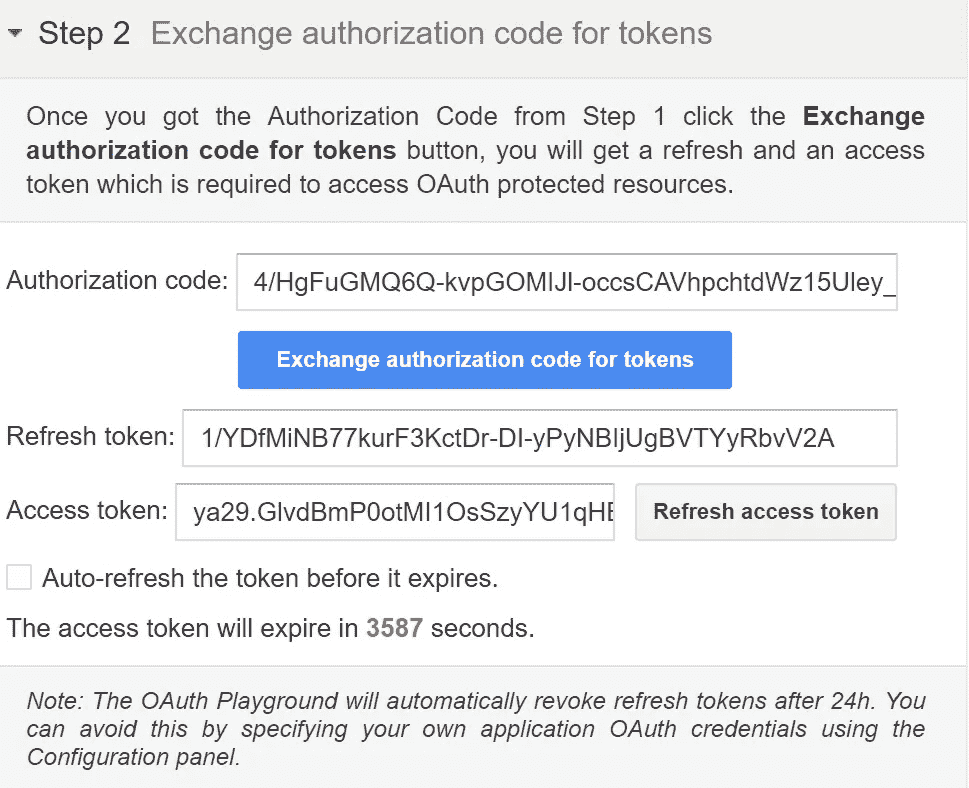 Step 2 Exchange authorization code for tokens
Once you got the Authorization Code from Step 1 click the Exchange
authorization code for tokens button, you will get a refresh and an access
token which is required to access OAuth protected resources.
Authorization code: 4/HgFuGMQ6Q-kvpGOMIJI-occsCAVhpchtdWz15Uley_
Exchange authorization code for tokens
Refresh token: 1/YDfMiNB77kurF3KctDr-DI-yPyNBIjUgBVTYyRbvV2A
Access token: ya29.GlvdBmP0otMI1OsSzyYU1qHE Refresh access token
Auto-refresh the token before it expires.
The access token will expire in 3587 seconds.
Note: The OAuth Playground will automatically revoke refresh tokens after 24h. You
can avoid this by specifying your own application OAuth credentials using the
Configuration panel.